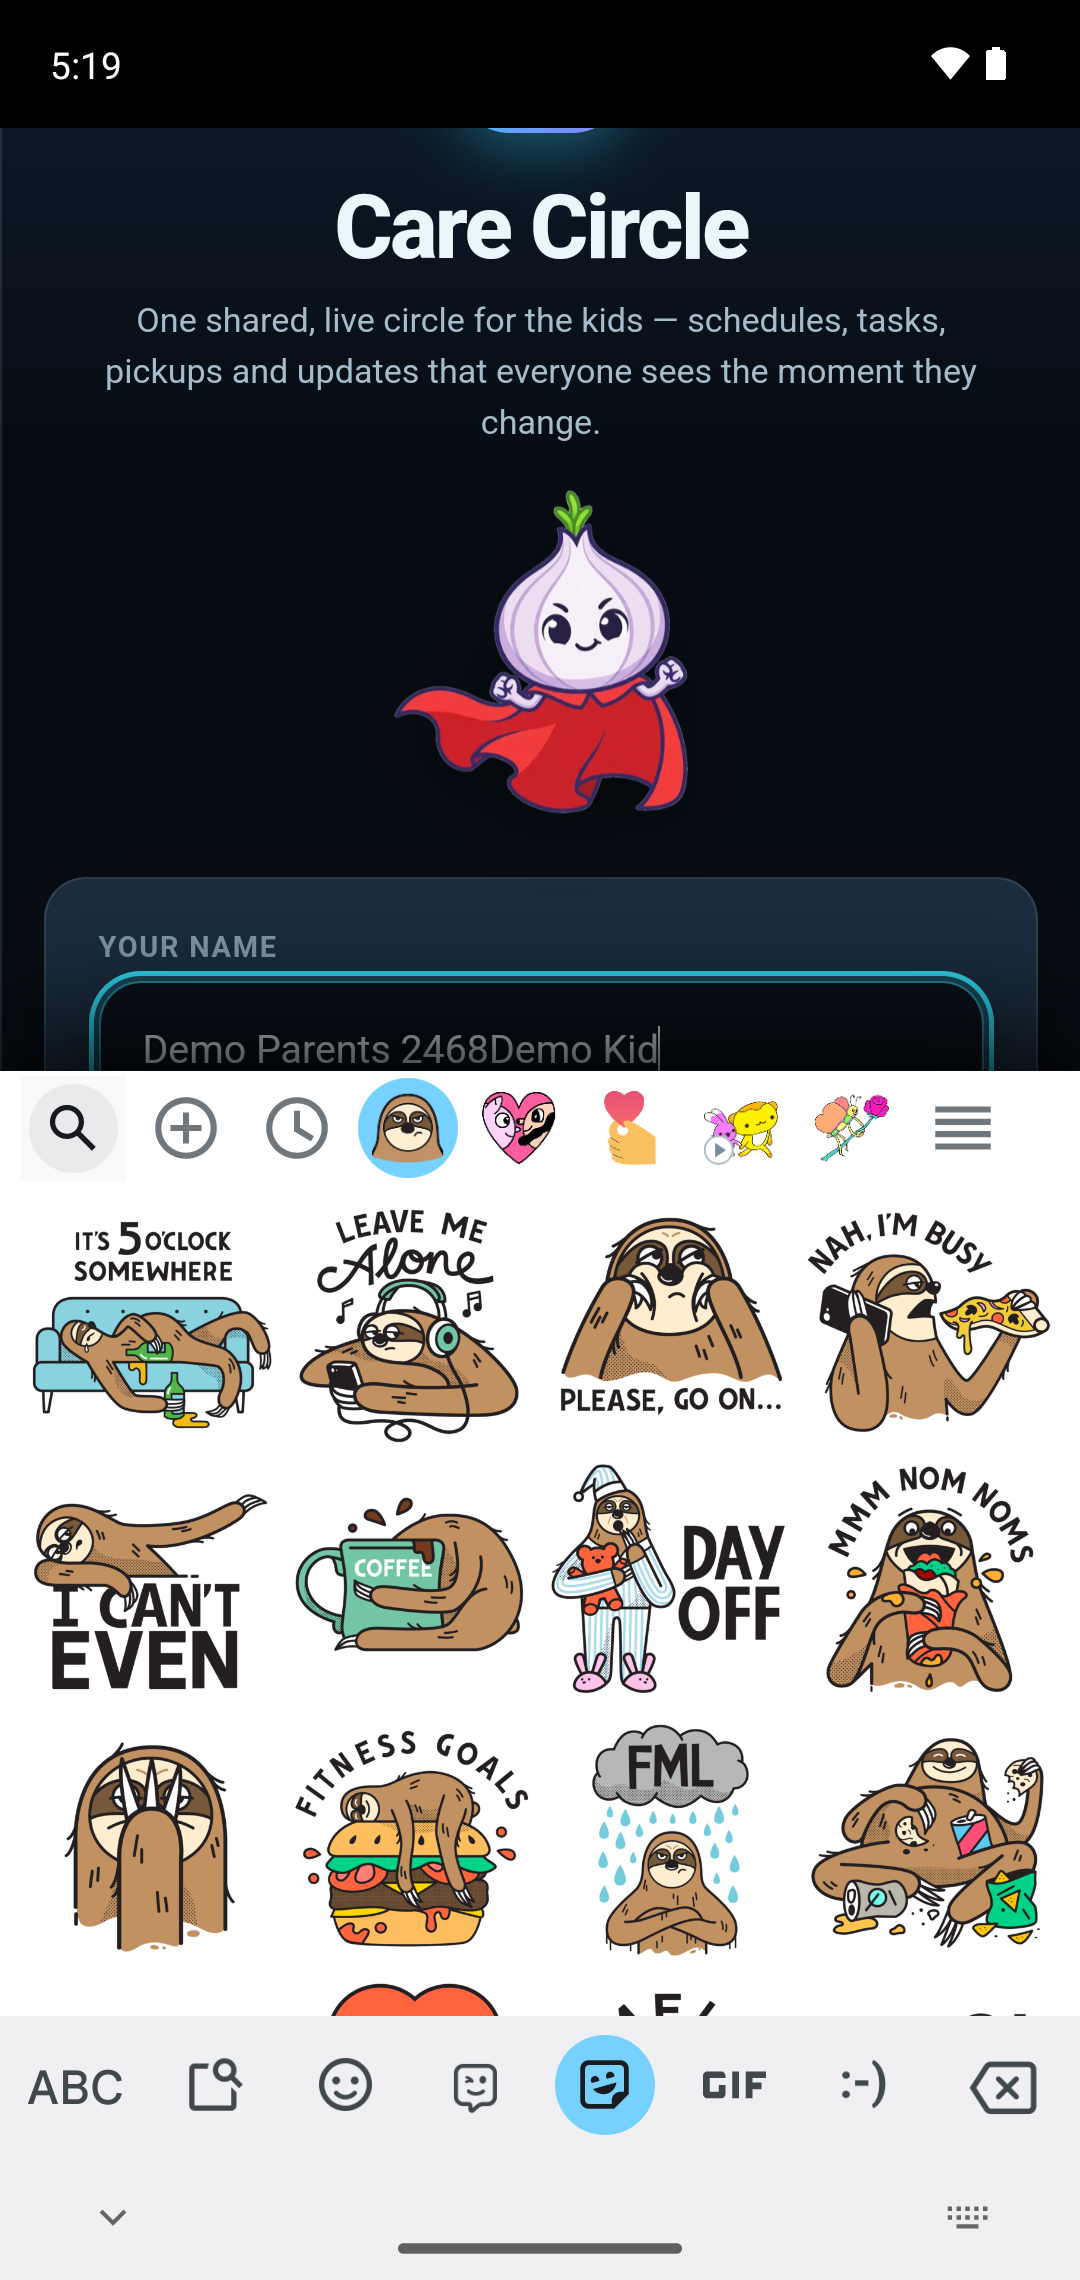 5:19
Care Circle
One shared, live circle for the kids — schedules, tasks,
pickups and updates that everyone sees the moment they
change.
YOUR NAME
Demo Parents 2468Demo Kid
IT'S 5 O'CLOCK
SOMEWHERE
LEAVE ME
Alone
PLEASE, GO ON...
NAH, I'M BUSY
I CAN'T
EVEN
COFFEE
DAY
OFF
MMM NOM NOMS
FITNESS GOALS
FML
ABC
GIF
:-)